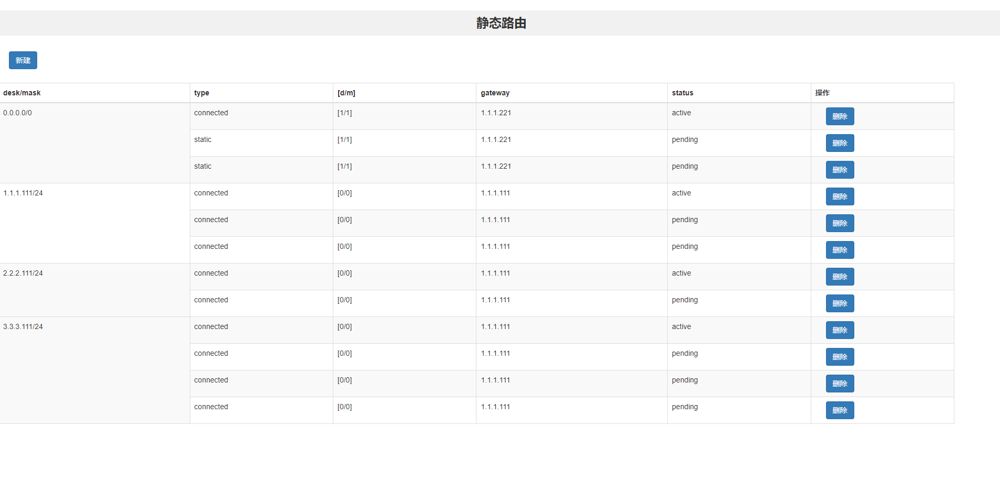 静态路由
新建
desk/mask type [d/m] gateway status 操作
0.0.0.0/0 connected [1/1] 1.1.1.221 active 删除
static [1/1] 1.1.1.221 pending 删除
static [1/1] 1.1.1.221 pending 删除
1.1.1.111/24 connected [0/0] 1.1.1.111 active 删除
connected [0/0] 1.1.1.111 pending 删除
connected [0/0] 1.1.1.111 pending 删除
2.2.2.111/24 connected [0/0] 1.1.1.111 active 删除
connected [0/0] 1.1.1.111 pending 删除
3.3.3.111/24 connected [0/0] 1.1.1.111 active 删除
connected [0/0] 1.1.1.111 pending 删除
connected [0/0] 1.1.1.111 pending 删除
connected [0/0] 1.1.1.111 pending 删除